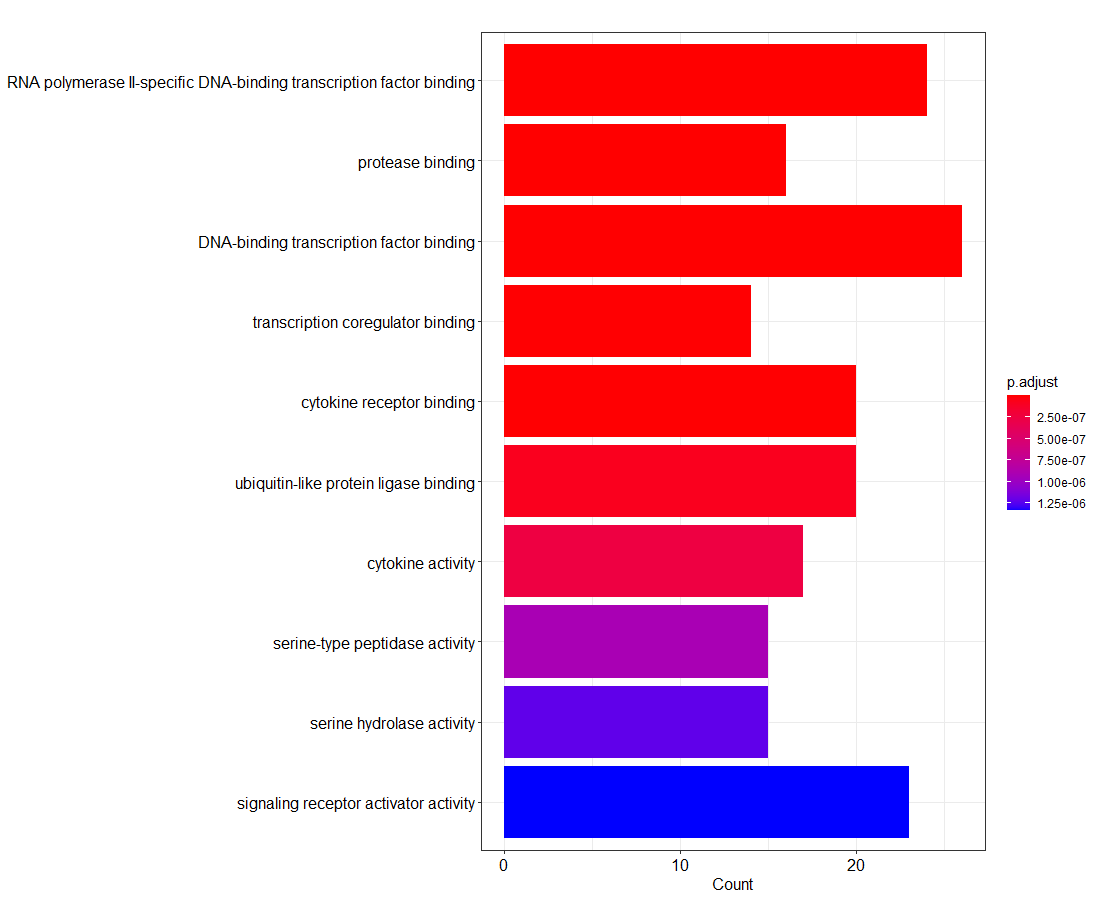 RNA polymerase II-specific DNA-binding transcription factor binding
protease binding
DNA-binding transcription factor binding
transcription coregulator binding
cytokine receptor binding
ubiquitin-like protein ligase binding
cytokine activity
serine-type peptidase activity
serine hydrolase activity
signaling receptor activator activity
0 10 20
Count
p.adjust
2.50e-07
5.00e-07
7.50e-07
1.00e-06
1.25e-06